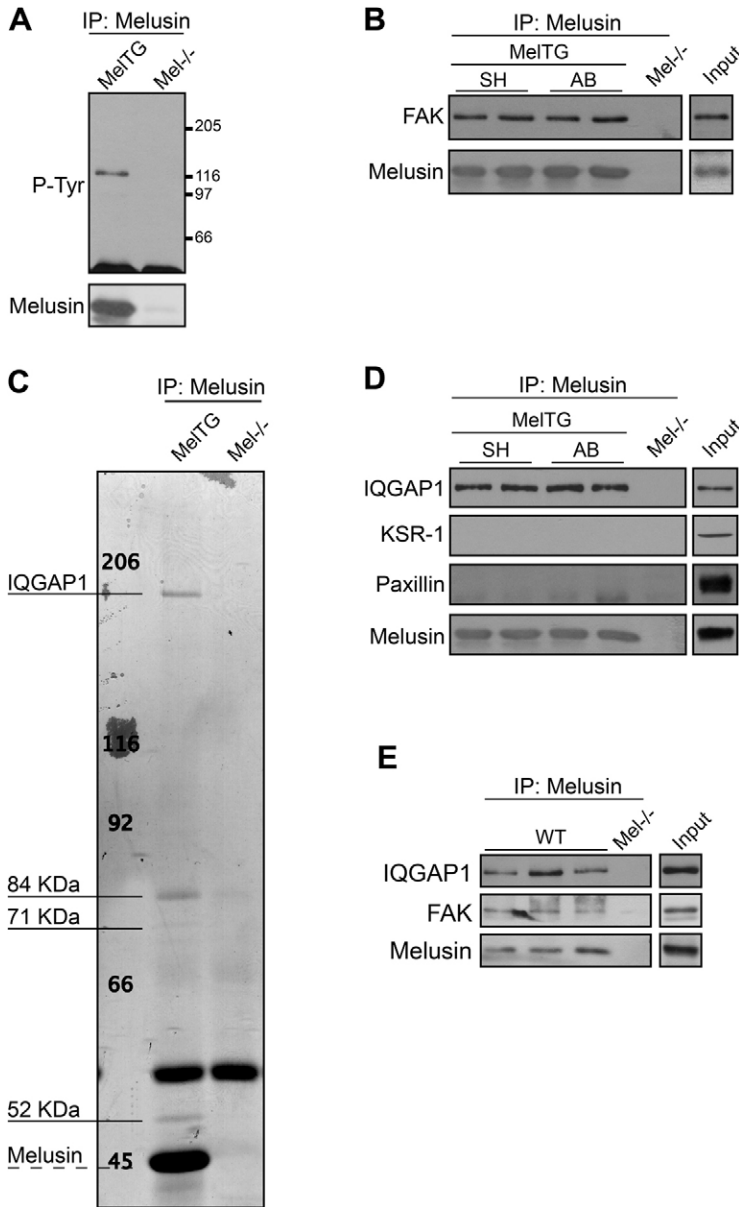 A
IP: Melusin
MelTG Mel-/-
205
P-Tyr
116
97
66
Melusin
B
IP: Melusin
MelTG
Mel-/-
Input
SH AB
FAK
Melusin
C
IP: Melusin
MelTG Mel-/-
206
IQGAP1
116
92
84 KDa
71 KDa
66
52 KDa
Melusin
45
D
IP: Melusin
MelTG
Mel-/-
Input
SH AB
IQGAP1
KSR-1
Paxillin
Melusin
E
IP: Melusin
WT
Mel-/-
Input
IQGAP1
FAK
Melusin